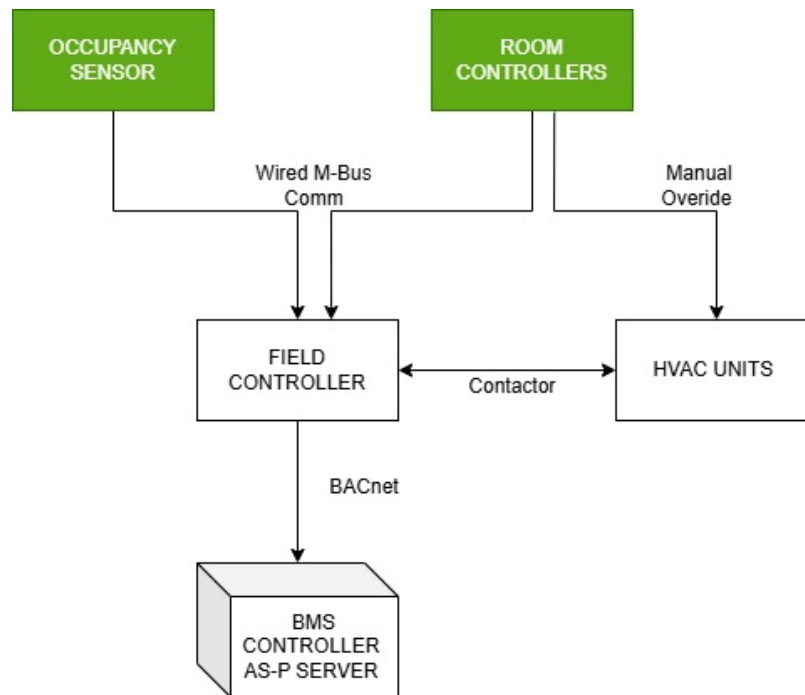 OCCUPANCY
SENSOR
ROOM
CONTROLLERS
Wired M-Bus
Comm
Manual
Overide
FIELD
CONTROLLER
Contactor
HVAC UNITS
BACnet
BMS
CONTROLLER
AS-P SERVER